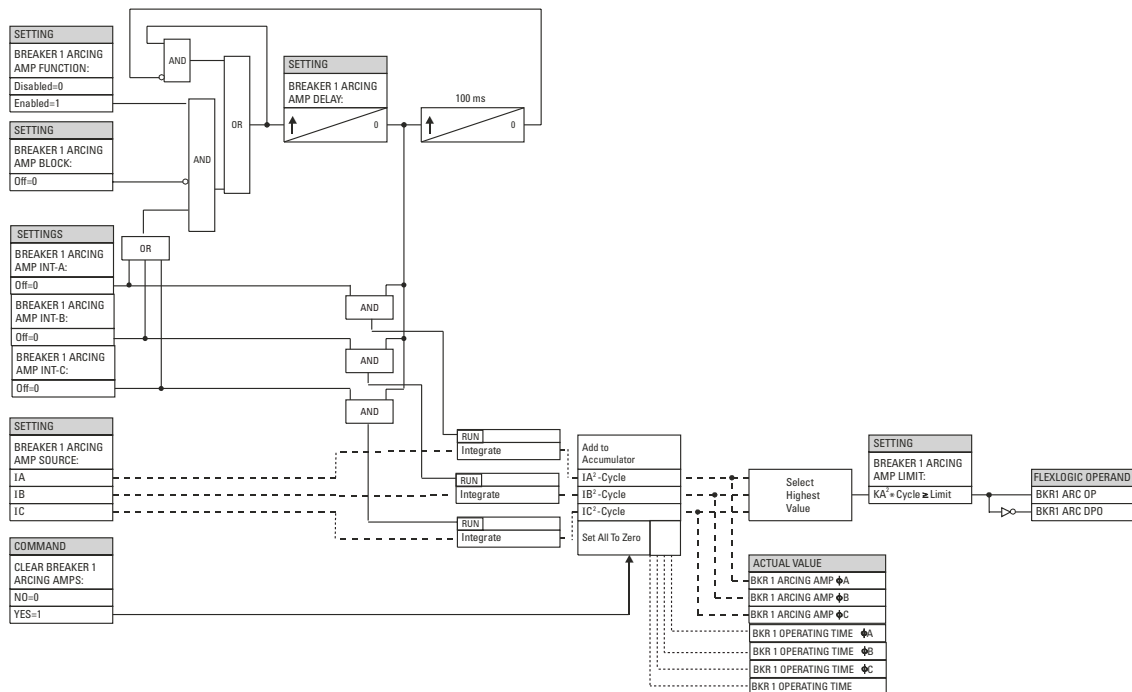 SETTING
BREAKER 1 ARCING
AMP FUNCTION:
Disabled=0
Enabled=1
SETTING
BREAKER 1 ARCING
AMP BLOCK:
Off=0
SETTINGS
BREAKER 1 ARCING
AMP INT-A:
Off=0
BREAKER 1 ARCING
AMP INT-B:
Off=0
BREAKER 1 ARCING
AMP INT-C:
Off=0
SETTING
BREAKER 1 ARCING
AMP SOURCE:
IA
IB
IC
COMMAND
CLEAR BREAKER 1
ARCING AMPS:
NO=0
YES=1
AND
OR
AND
OR
SETTING
BREAKER 1 ARCING
AMP DELAY:
0
100 ms
0
AND
AND
AND
RUN
Integrate
RUN
Integrate
RUN
Integrate
Add to
Accumulator
IA²-Cycle
IB²-Cycle
IC²-Cycle
Set All To Zero
Select
Highest
Value
SETTING
BREAKER 1 ARCING
AMP LIMIT:
KA²*Cycle≥Limit
FLEXLOGIC OPERAND
BKR1 ARC OP
BKR1 ARC DPO
ACTUAL VALUE
BKR 1 ARCING AMP ϕA
BKR 1 ARCING AMP ϕB
BKR 1 ARCING AMP ϕC
BKR 1 OPERATING TIME ϕA
BKR 1 OPERATING TIME ϕB
BKR 1 OPERATING TIME ϕC
BKR 1 OPERATING TIME